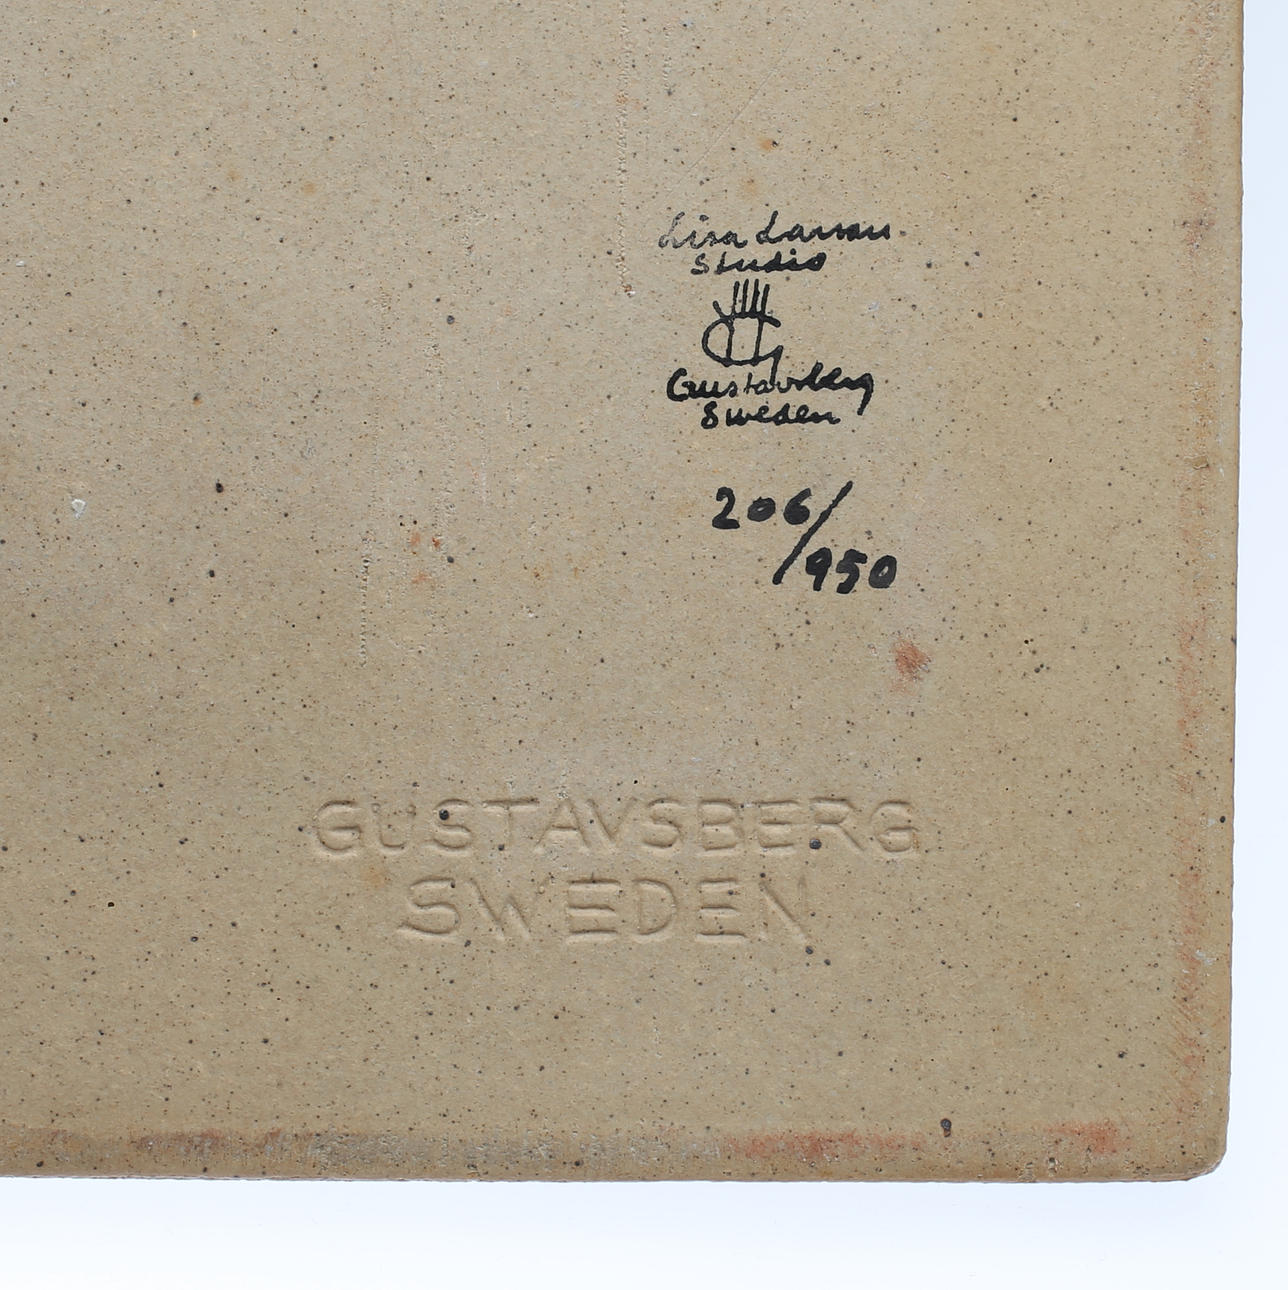 Lisa Larson
Studio
Gustavsberg
Sweden
206/
950
GUSTAVSBERG
SWEDEN